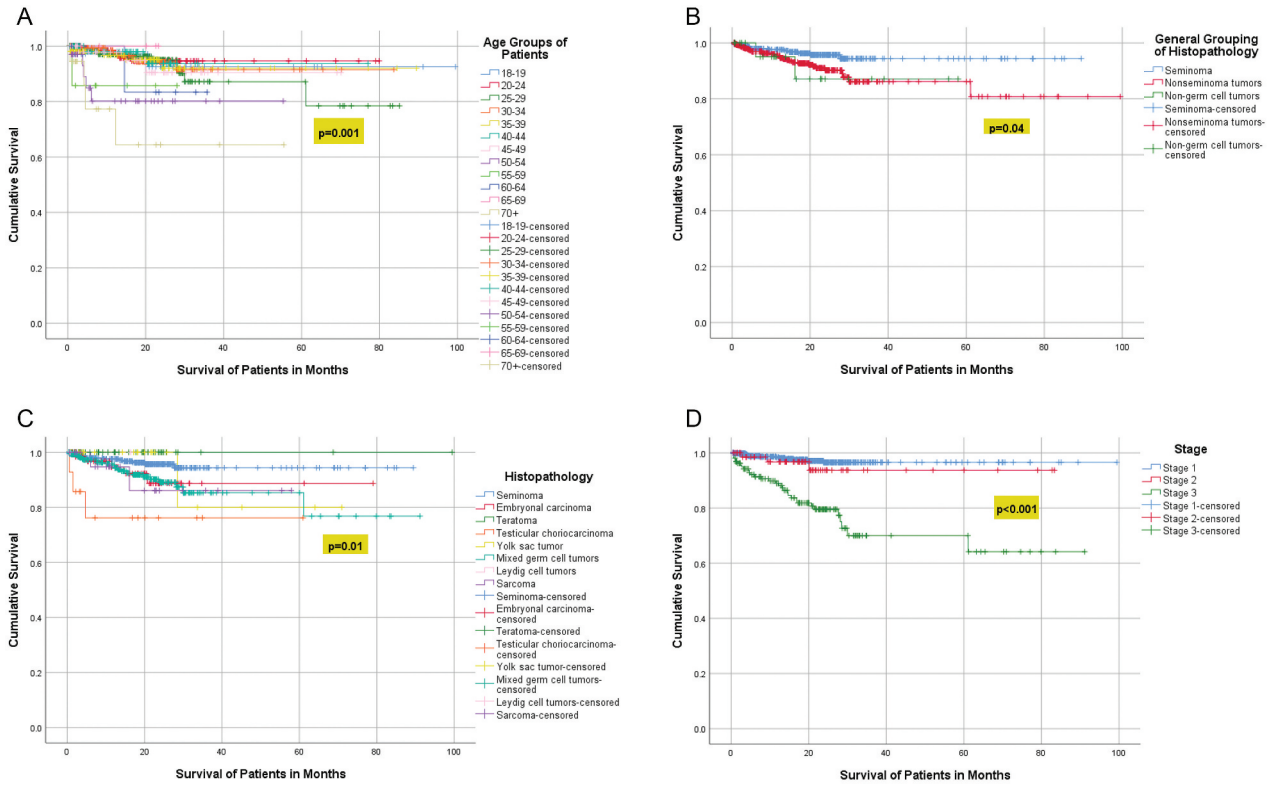 A
Age Groups of
Patients
18-19
20-24
25-29
30-34
35-39
40-44
45-49
50-54
55-59
60-64
65-69
70+
18-19-censored
20-24-censored
25-29-censored
30-34-censored
35-39-censored
40-44-censored
45-49-censored
50-54-censored
55-59-censored
60-64-censored
65-69-censored
70+-censored
Cumulative Survival
1.0
0.8
0.6
0.4
0.2
0.0
p=0.001
0 20 40 60 80 100
Survival of Patients in Months
B
General Grouping
of Histopathology
Seminoma
Nonseminoma tumors
Non-germ cell tumors
Seminoma-censored
Nonseminoma tumors-
censored
Non-germ cell tumors-
censored
Cumulative Survival
1.0
0.8
0.6
0.4
0.2
0.0
p=0.04
0 20 40 60 80 100
Survival of Patients in Months
C
Histopathology
Seminoma
Embryonal carcinoma
Teratoma
Testicular choriocarcinoma
Yolk sac tumor
Mixed germ cell tumors
Leydig cell tumors
Sarcoma
Seminoma-censored
Embryonal carcinoma-
censored
Teratoma-censored
Testicular choriocarcinoma-
censored
Yolk sac tumor-censored
Mixed germ cell tumors-
censored
Leydig cell tumors-censored
Sarcoma-censored
Cumulative Survival
1.0
0.8
0.6
0.4
0.2
0.0
p=0.01
0 20 40 60 80 100
Survival of Patients in Months
D
Stage
Stage 1
Stage 2
Stage 3
Stage 1-censored
Stage 2-censored
Stage 3-censored
Cumulative Survival
1.0
0.8
0.6
0.4
0.2
0.0
p<0.001
0 20 40 60 80 100
Survival of Patients in Months